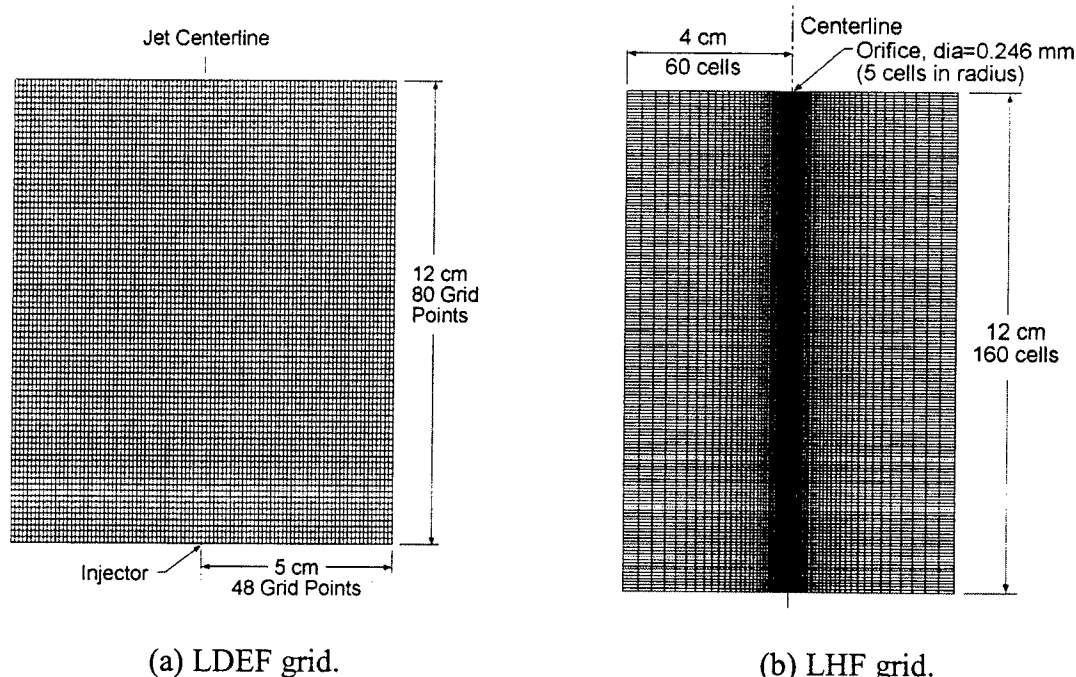 Jet Centerline
12 cm
80 Grid
Points
Injector
5 cm
48 Grid Points
(a) LDEF grid.
4 cm
60 cells
Centerline
Orifice, dia=0.246 mm
(5 cells in radius)
12 cm
160 cells
(b) LHF grid.